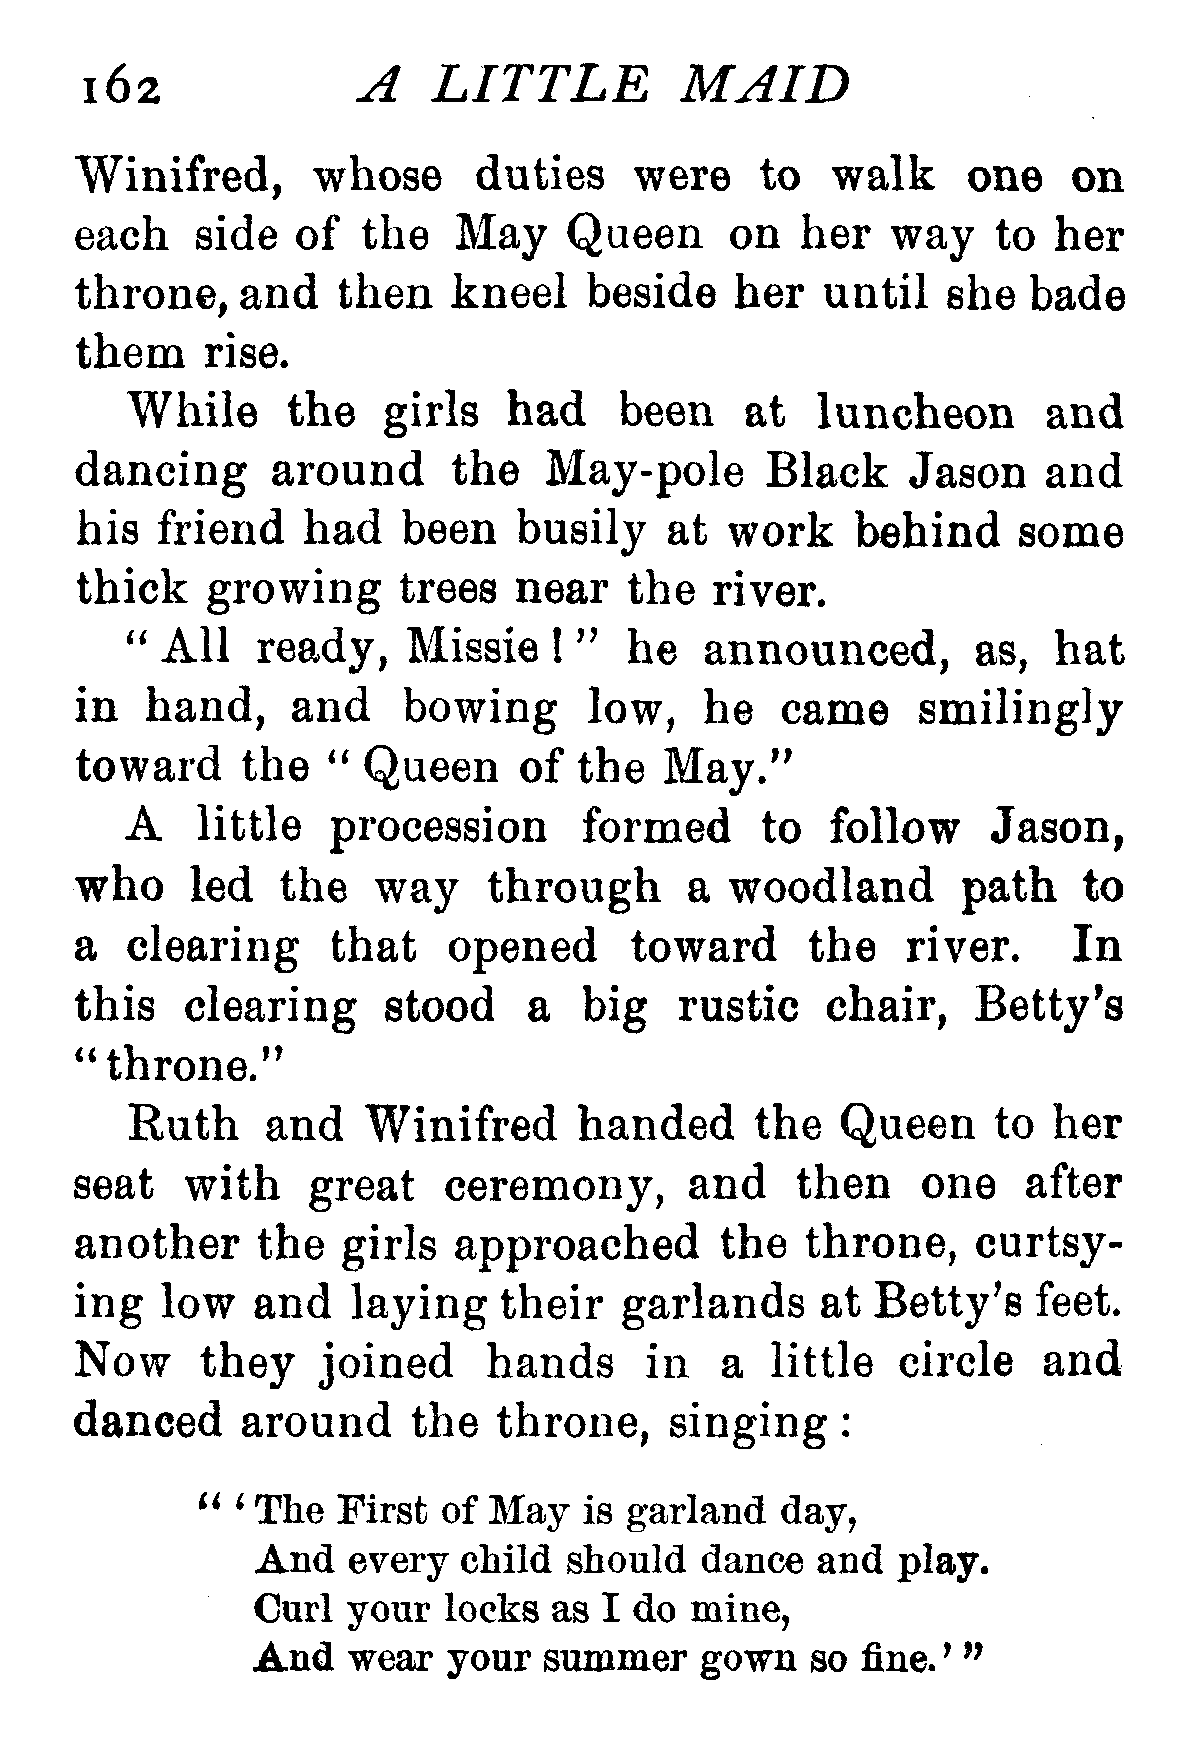 162 A LITTLE MAID
Winifred, whose duties were to walk one on
each side of the May Queen on her way to her
throne, and then kneel beside her until she bade
them rise.
While the girls had been at luncheon and
dancing around the May-pole Black Jason and
his friend had been busily at work behind some
thick growing trees near the river.
“ All ready, Missie ! ” he announced, as, hat
in hand, and bowing low, he came smilingly
toward the “ Queen of the May.”
A little procession formed to follow Jason,
who led the way through a woodland path to
a clearing that opened toward the river. In
this clearing stood a big rustic chair, Betty’s
“ throne.”
Ruth and Winifred handed the Queen to her
seat with great ceremony, and then one after
another the girls approached the throne, curtsy-
ing low and laying their garlands at Betty’s feet.
Now they joined hands in a little circle and
danced around the throne, singing :
“ ‘ The First of May is garland day,
And every child should dance and play.
Curl your locks as I do mine,
And wear your summer gown so fine.’ ”